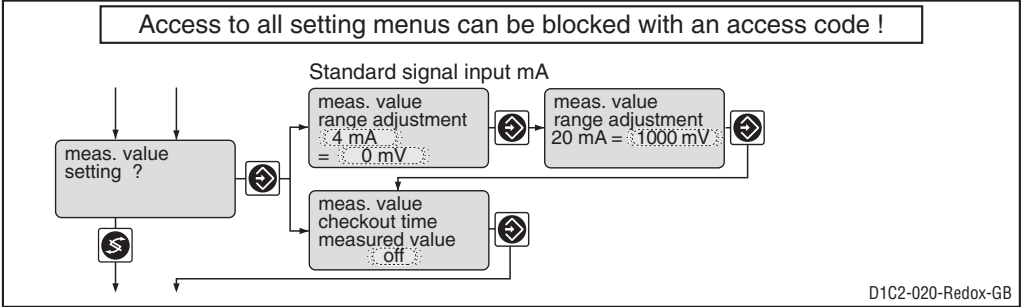 Access to all setting menus can be blocked with an access code !
Standard signal input mA
meas. value
setting ?
meas. value
range adjustment
4 mA
= 0 mV
meas. value
range adjustment
20 mA = 1000 mV
meas. value
checkout time
measured value
off
D1C2-020-Redox-GB